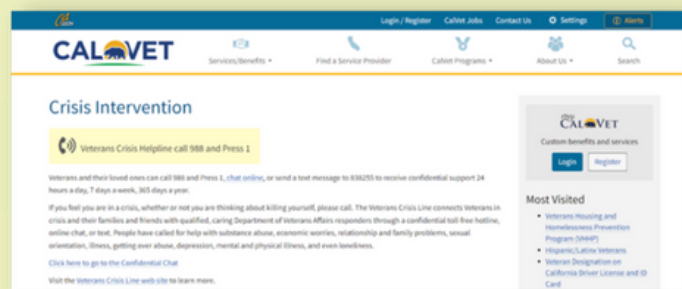 CA
GOV
Login / Register CalVet Jobs Contact Us Settings Alerts
CALVET
Services/Benefits
Find a Service Provider
CalVet Programs
About Us
Search
Crisis Intervention
Veterans Crisis Helpline call 988 and Press 1
Veterans and their loved ones can call 988 and Press 1, chat online, or send a text message to 838255 to receive confidential support 24
hours a day, 7 days a week, 365 days a year.
If you feel you are in a crisis, whether or not you are thinking about killing yourself, please call. The Veterans Crisis Line connects Veterans in
crisis and their families and friends with qualified, caring Department of Veterans Affairs responders through a confidential toll-free hotline,
online chat, or text. People have called for help with substance abuse, economic worries, relationship and family problems, sexual
orientation, illness, getting over abuse, depression, mental and physical illness, and even loneliness.
Click here to go to the Confidential Chat
Visit the Veterans Crisis Line web site to learn more.
my
CALVET
Custom benefits and services
Login Register
Most Visited
Veterans Housing and
Homelessness Prevention
Program (VHHP)
Hispanic/Latinx Veterans
Veteran Designation on
California Driver License and ID
Card